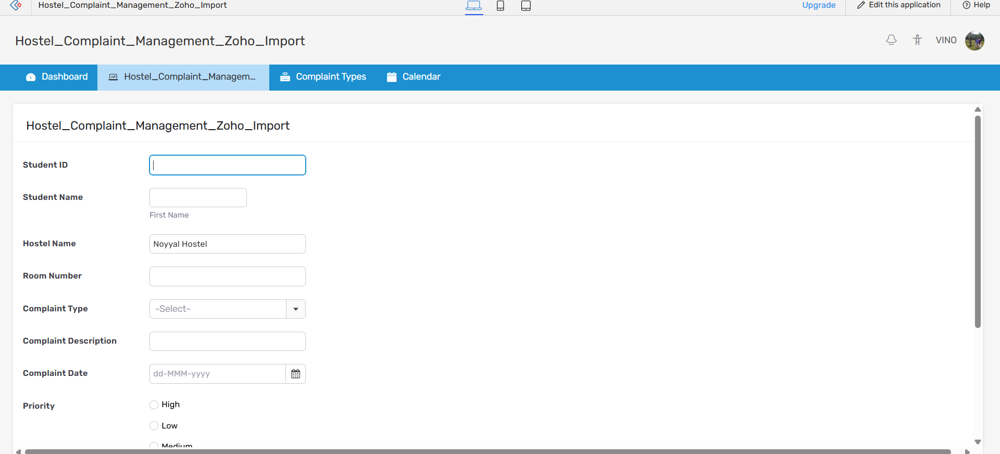 Hostel_Complaint_Management_Zoho_Import
Upgrade
Edit this application
Help
Hostel_Complaint_Management_Zoho_Import
VINO
Dashboard
Hostel_Complaint_Managem...
Complaint Types
Calendar
Hostel_Complaint_Management_Zoho_Import
Student ID
Student Name
First Name
Hostel Name
Noyyal Hostel
Room Number
Complaint Type
-Select-
Complaint Description
Complaint Date
dd-MMM-yyyy
Priority
High
Low
Medium